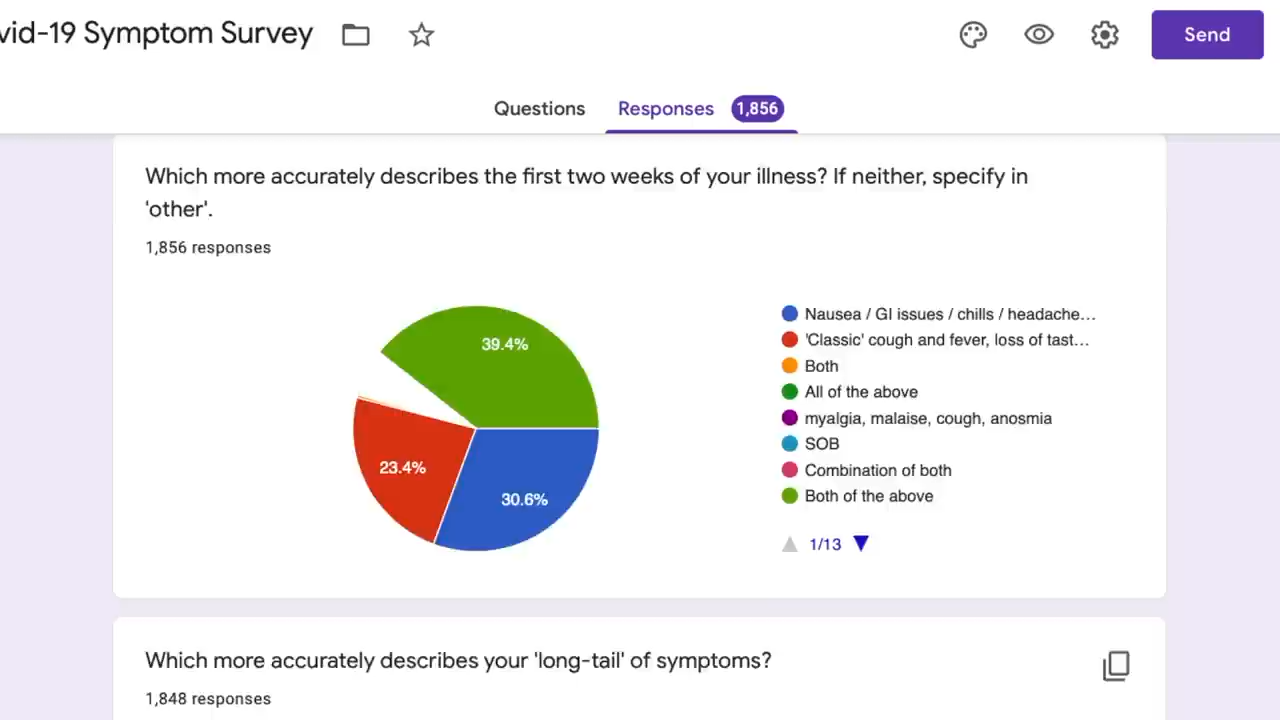 vid-19 Symptom Survey
Send
Questions
Responses
1,856
Which more accurately describes the first two weeks of your illness? If neither, specify in
'other'.
1,856 responses
39.4%
23.4%
30.6%
Nausea / GI issues / chills / headache...
'Classic' cough and fever, loss of tast...
Both
All of the above
myalgia, malaise, cough, anosmia
SOB
Combination of both
Both of the above
1/13
Which more accurately describes your 'long-tail' of symptoms?
1,848 responses